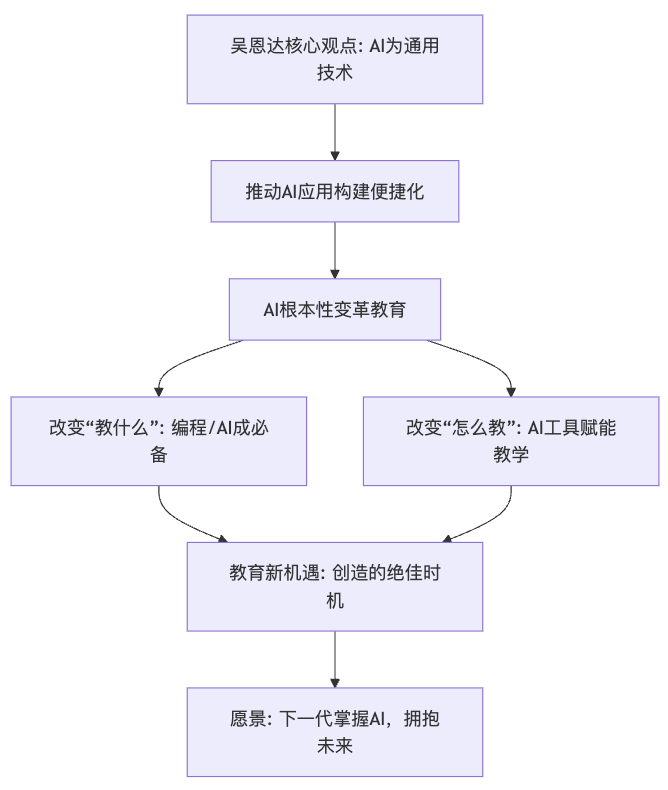 吴恩达核心观点: AI为通用
技术
推动AI应用构建便捷化
AI根本性变革教育
改变“教什么”: 编程/AI成必
备
改变“怎么教”: AI工具赋能
教学
教育新机遇: 创造的绝佳时
机
愿景: 下一代掌握AI，拥抱
未来